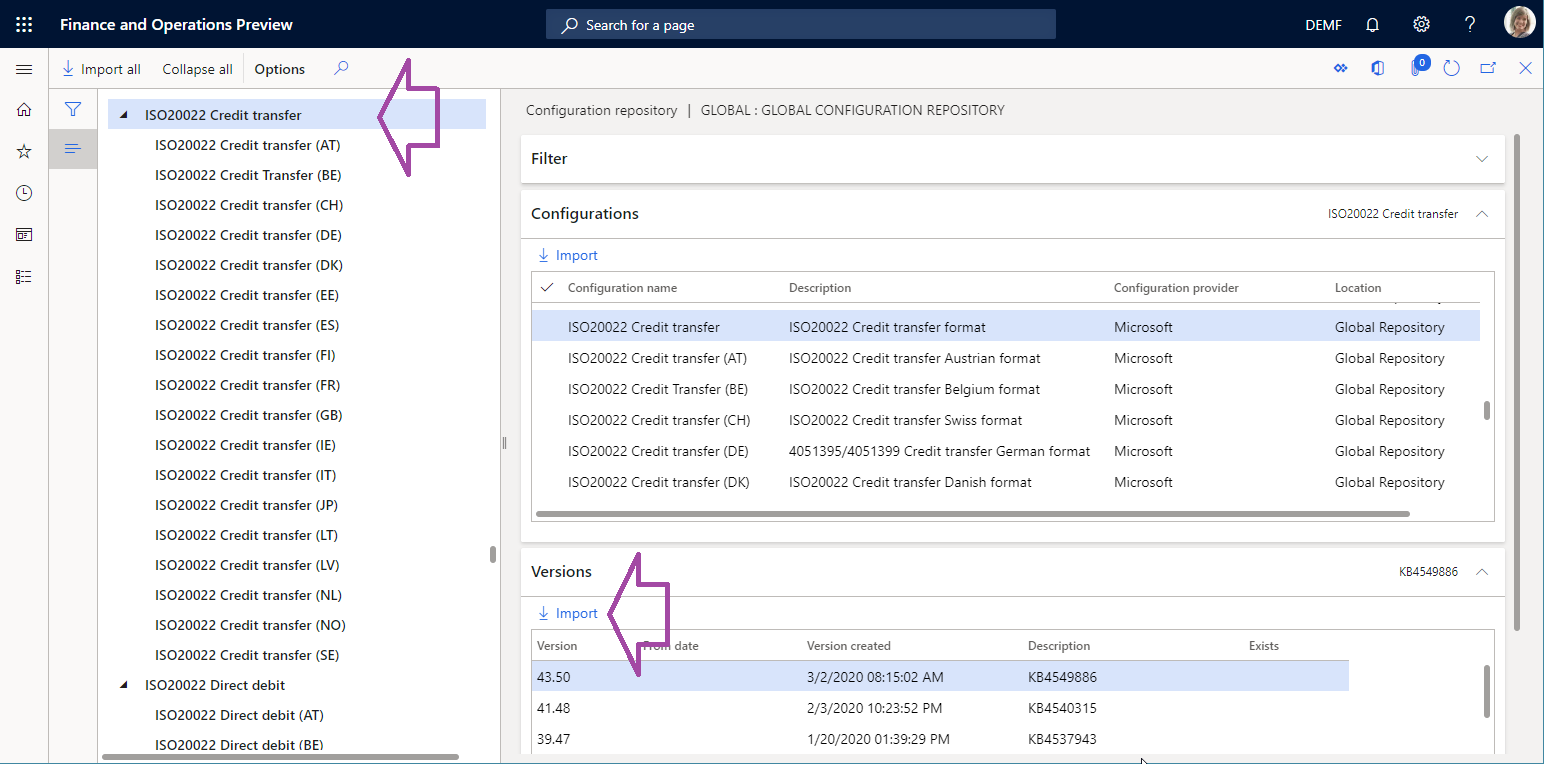 Finance and Operations Preview
Search for a page
DEMF
?
Import all
Collapse all
Options
0
ISO20022 Credit transfer
ISO20022 Credit transfer (AT)
ISO20022 Credit Transfer (BE)
ISO20022 Credit transfer (CH)
ISO20022 Credit transfer (DE)
ISO20022 Credit transfer (DK)
ISO20022 Credit transfer (EE)
ISO20022 Credit transfer (ES)
ISO20022 Credit transfer (FI)
ISO20022 Credit transfer (FR)
ISO20022 Credit transfer (GB)
ISO20022 Credit transfer (IE)
ISO20022 Credit transfer (IT)
ISO20022 Credit transfer (JP)
ISO20022 Credit transfer (LT)
ISO20022 Credit transfer (LV)
ISO20022 Credit transfer (NL)
ISO20022 Credit transfer (NO)
ISO20022 Credit transfer (SE)
ISO20022 Direct debit
ISO20022 Direct debit (AT)
ISO20022 Direct debit (BE)
Configuration repository | GLOBAL : GLOBAL CONFIGURATION REPOSITORY
Filter
Configurations ISO20022 Credit transfer
Import
Configuration name Description Configuration provider Location
ISO20022 Credit transfer ISO20022 Credit transfer format Microsoft Global Repository
ISO20022 Credit transfer (AT) ISO20022 Credit transfer Austrian format Microsoft Global Repository
ISO20022 Credit Transfer (BE) ISO20022 Credit transfer Belgium format Microsoft Global Repository
ISO20022 Credit transfer (CH) ISO20022 Credit transfer Swiss format Microsoft Global Repository
ISO20022 Credit transfer (DE) 4051395/4051399 Credit transfer German format Microsoft Global Repository
ISO20022 Credit transfer (DK) ISO20022 Credit transfer Danish format Microsoft Global Repository
Versions KB4549886
Import
Version From date Version created Description Exists
43.50 3/2/2020 08:15:02 AM KB4549886
41.48 2/3/2020 10:23:52 PM KB4540315
39.47 1/20/2020 01:39:29 PM KB4537943